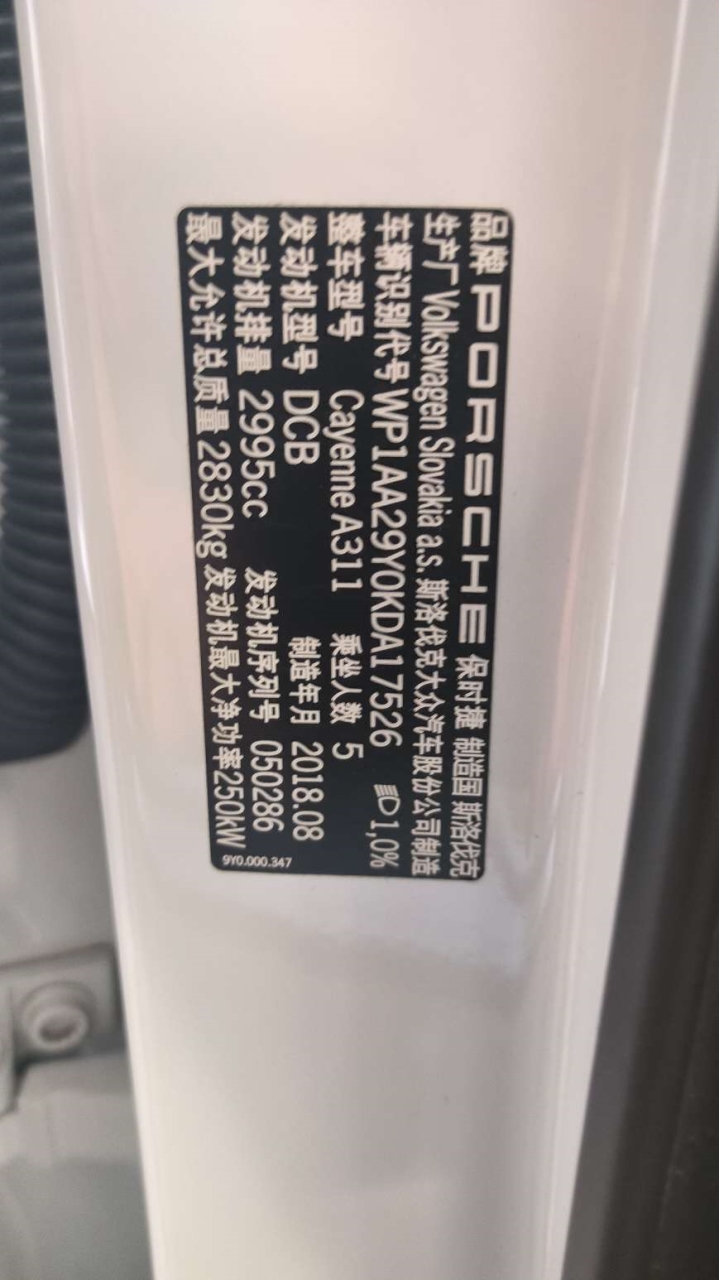 品牌 PORSCHE 保时捷 制造国 斯洛伐克
生产厂 Volkswagen Slovakia a.s. 斯洛伐克大众汽车股份公司制造
车辆识别代号 WP1AA29Y0KDA17526 1,0%
整车型号 Cayenne A311 乘坐人数 5
发动机型号 DCB 制造年月 2018.08
发动机排量 2995cc 发动机序列号 050286
最大允许总质量 2830kg 发动机最大净功率 250kW
9Y0.000.347